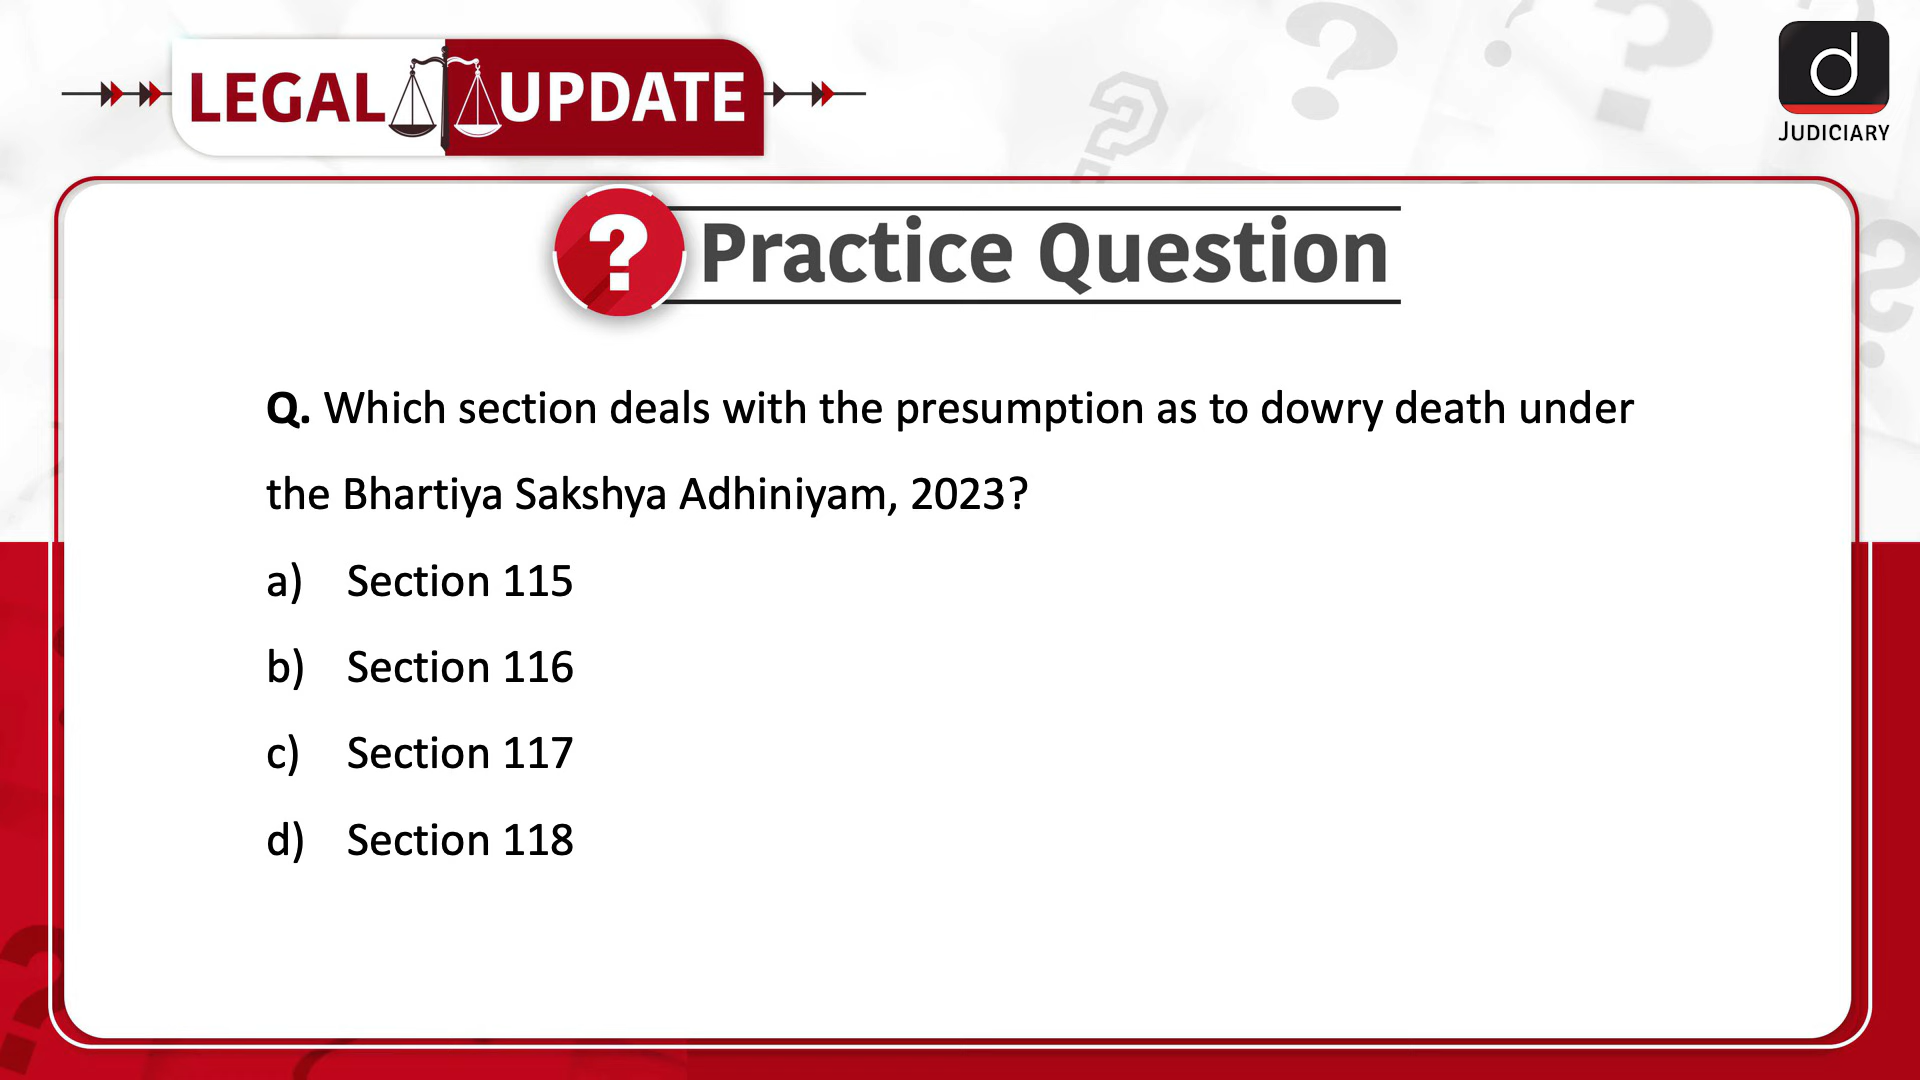 LEGAL UPDATE
d
JUDICIARY
? Practice Question
Q. Which section deals with the presumption as to dowry death under
the Bhartiya Sakshya Adhiniyam, 2023?
a) Section 115
b) Section 116
c) Section 117
d) Section 118